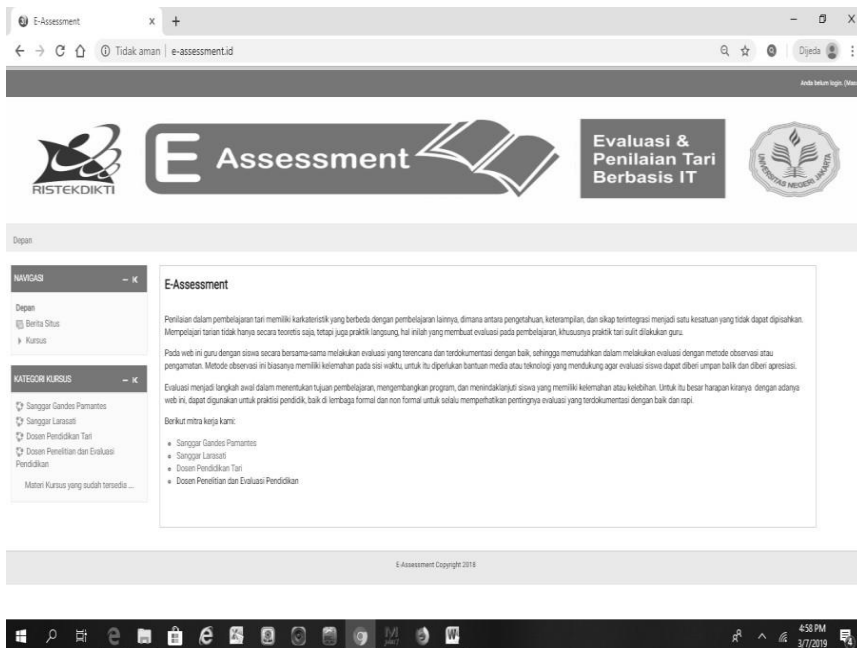 E-Assessment
Tidak aman | e-assessment.id
Dijeda
Anda belum login. (Mas
RISTEKDIKTI
E Assessment
Evaluasi &
Penilaian Tari
Berbasis IT
UNIVERSITAS NEGERI JAKARTA
Depan
NAVIGASI
Depan
Berita Situs
Kursus
KATEGORI KURSUS
Sanggar Gandes Pamantes
Sanggar Larasati
Dosen Pendidikan Tari
Dosen Penelitian dan Evaluasi
Pendidikan
Materi Kursus yang sudah tersedia ...
E-Assessment
Penilaian dalam pembelajaran tari memiliki karkateristik yang berbeda dengan pembelajaran lainnya, dimana antara pengetahuan, keterampilan, dan sikap terintegrasi menjadi satu kesatuan yang tidak dapat digisahkan.
Mempelajari tarian tidak hanya secara teoretis saja, tetapi juga praktik langsung, hal inilah yang membuat evaluasi pada pembelajaran, khususnya praktik tari sulit dilakukan guru.
Pada web ini guru dengan siswa secara bersama-sama melakukan evaluasi yang terencana dan terdokumentasi dengan baik, sehingga memudahkan dalam melakukan evaluasi dengan metode observasi atau
pengamatan. Metode observasi ini biasanya memiliki kelemahan pada sisi waktu, untuk itu diperlukan bantuan media atau teknologi yang mendukung agar evaluasi siswa dapat diberi umpan balik dan diberi apresiasi.
Evaluasi menjadi langkah awal dalam menentukan tujuan pembelajaran, mengembangkan program, dan menindaklanjuti siswa yang memiliki kelemahan atau kelebihan. Untuk itu besar harapan kiranya dengan adanya
web ini, dapat digunakan untuk praktisi pendidik, baik di lembaga formal dan non formal untuk selalu memperhatikan pentingnya evaluasi yang terdokumentasi dengan baik dan rapi.
Berikut mitra kerja kami:
Sanggar Gandes Pamantes
Sanggar Larasati
Dosen Pendidikan Tari
Dosen Penelitian dan Evaluasi Pendidikan
E-Assessment Copyright 2018
4:58 PM
3/7/2019